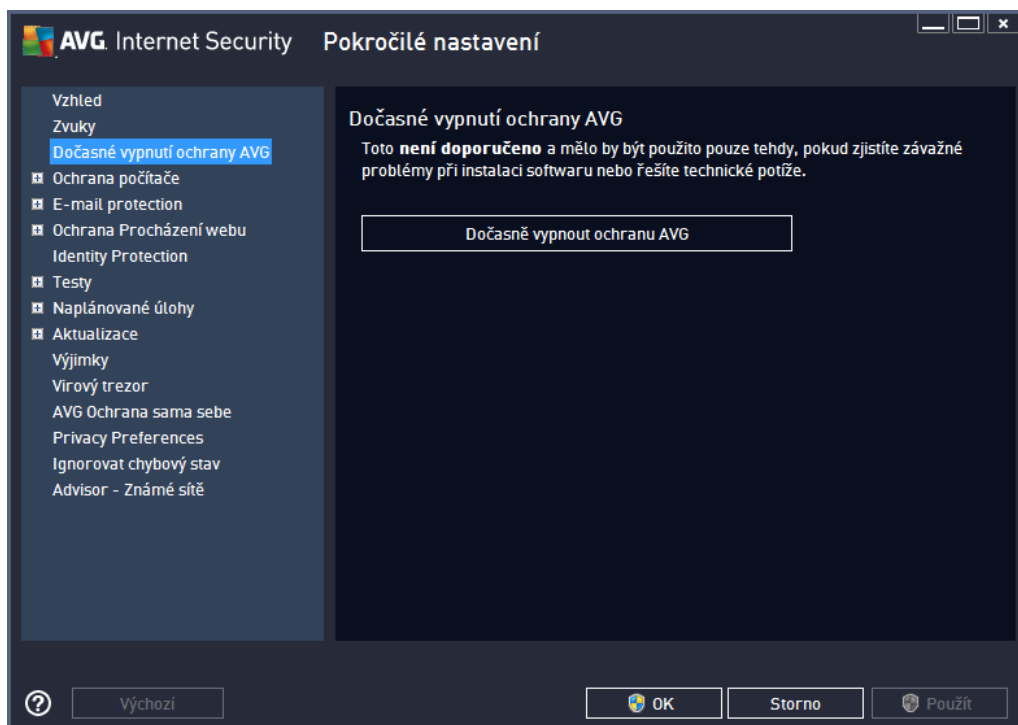 AVG. Internet Security Pokročilé nastavení
Vzhled
Zvuky
Dočasné vypnutí ochrany AVG
Ochrana počítače
E-mail protection
Ochrana Procházení webu
Identity Protection
Testy
Naplánované úlohy
Aktualizace
Výjimky
Virový trezor
AVG Ochrana sama sebe
Privacy Preferences
Ignorovat chybový stav
Advisor - Známé sítě
Dočasné vypnutí ochrany AVG
Toto není doporučeno a mělo by být použito pouze tehdy, pokud zjistíte závažné
problémy při instalaci softwaru nebo řešíte technické potíže.
Dočasně vypnout ochranu AVG
Výchozí
OK
Storno
Použít